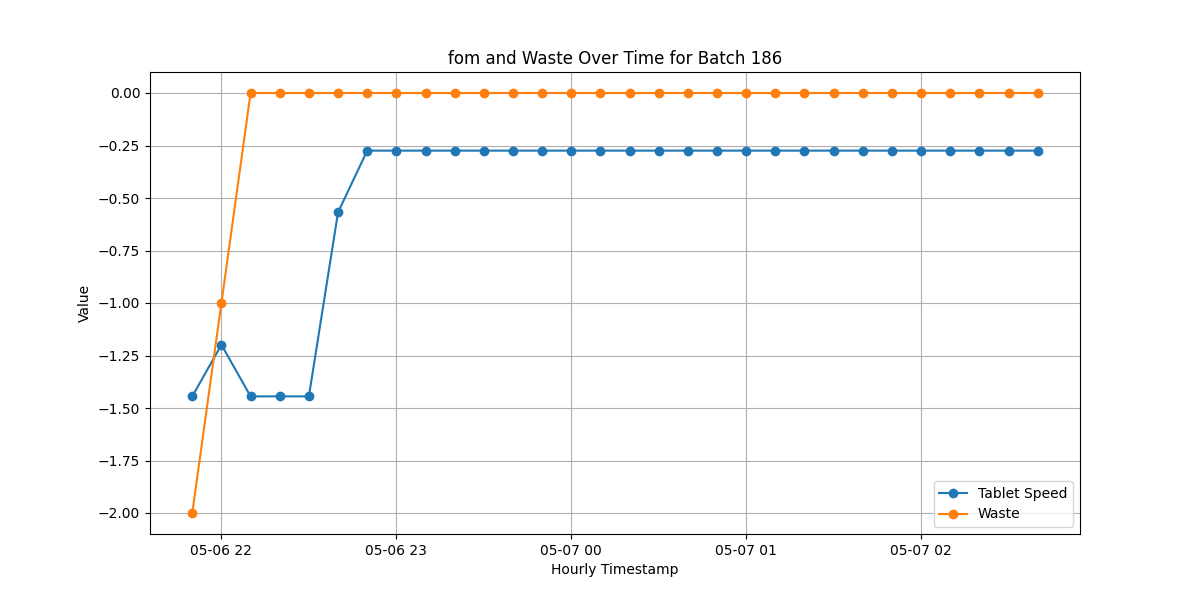 fom and Waste Over Time for Batch 186
0.00
−0.25
−0.50
−0.75
−1.00
−1.25
−1.50
−1.75
−2.00
Value
Tablet Speed
Waste
05-06 22
05-06 23
05-07 00
05-07 01
05-07 02
Hourly Timestamp